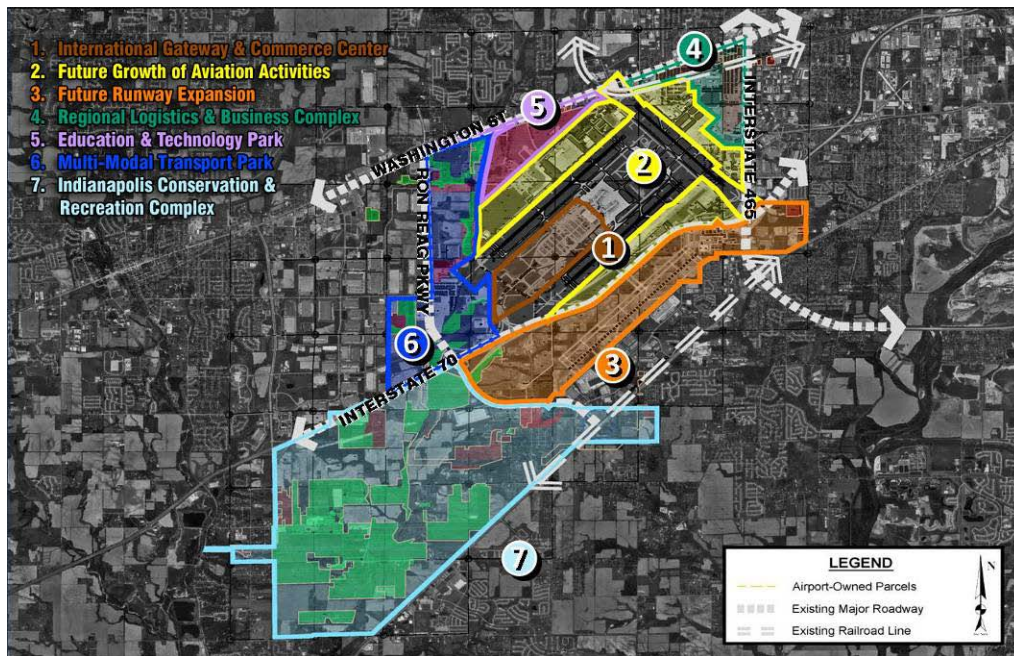 1. International Gateway & Commerce Center
2. Future Growth of Aviation Activities
3. Future Runway Expansion
4. Regional Logistics & Business Complex
5. Education & Technology Park
6. Multi-Modal Transport Park
7. Indianapolis Conservation &
Recreation Complex
4
5
WASHINGTON ST
INTERSTATE 465
2
RON REAG PKWY
1
6
INTERSTATE 70
3
7
LEGEND
Airport-Owned Parcels
Existing Major Roadway
Existing Railroad Line